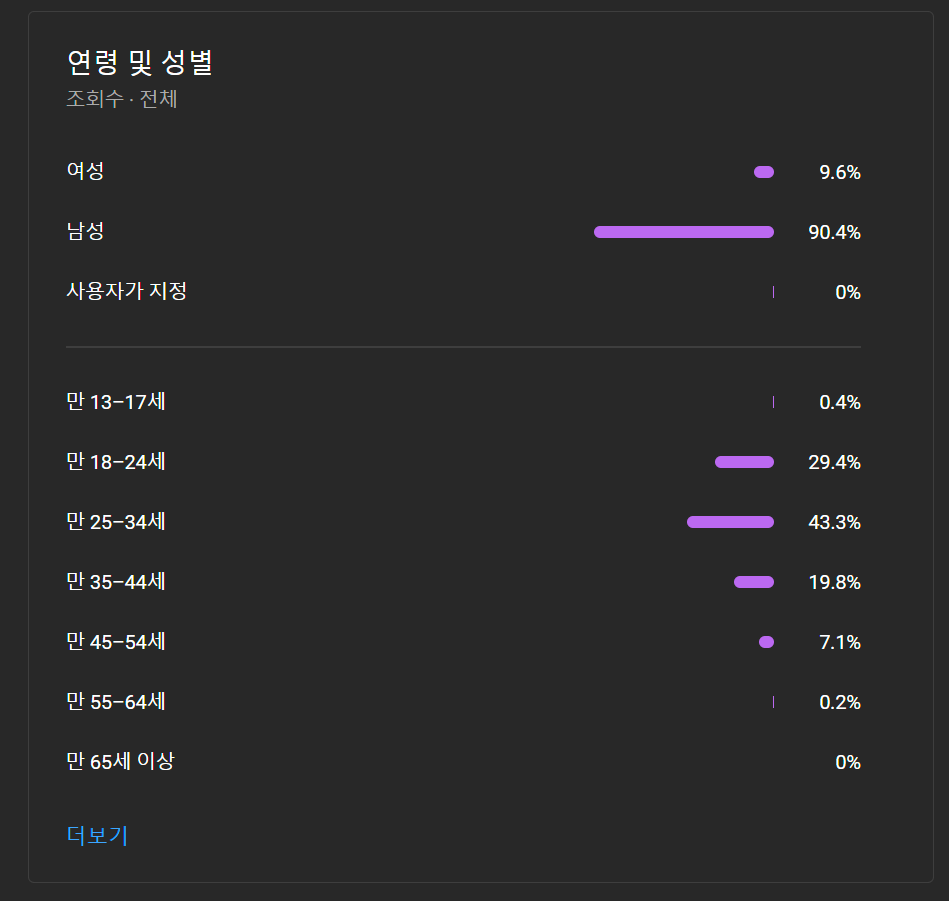 연령 및 성별
조회수 · 전체
여성 9.6%
남성 90.4%
사용자가 지정 0%
만 13–17세 0.4%
만 18–24세 29.4%
만 25–34세 43.3%
만 35–44세 19.8%
만 45–54세 7.1%
만 55–64세 0.2%
만 65세 이상 0%
더보기